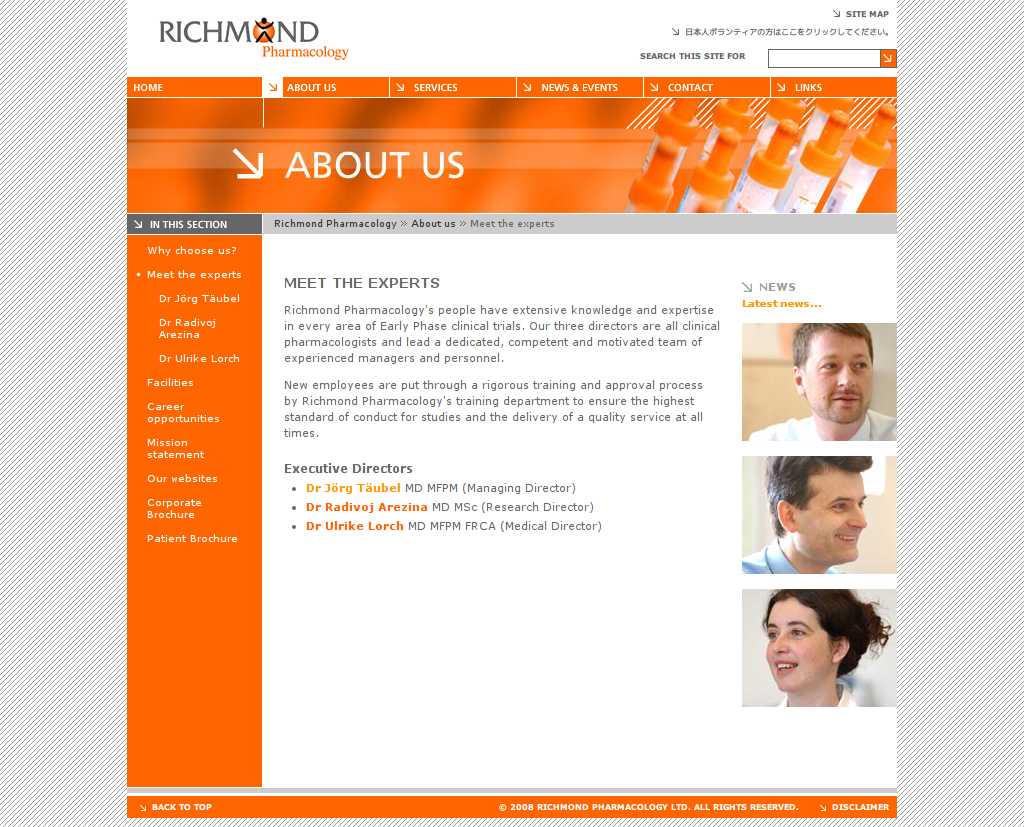 RICHMOND
Pharmacology
SITE MAP
日本人ボランティアの方はここをクリックしてください。
SEARCH THIS SITE FOR
HOME
ABOUT US
SERVICES
NEWS & EVENTS
CONTACT
LINKS
ABOUT US
IN THIS SECTION
Richmond Pharmacology » About us » Meet the experts
Why choose us?
• Meet the experts
Dr Jörg Täubel
Dr Radivoj
Arezina
Dr Ulrike Lorch
Facilities
Career
opportunities
Mission
statement
Our websites
Corporate
Brochure
Patient Brochure
MEET THE EXPERTS
Richmond Pharmacology's people have extensive knowledge and expertise
in every area of Early Phase clinical trials. Our three directors are all clinical
pharmacologists and lead a dedicated, competent and motivated team of
experienced managers and personnel.
New employees are put through a rigorous training and approval process
by Richmond Pharmacology's training department to ensure the highest
standard of conduct for studies and the delivery of a quality service at all
times.
Executive Directors
• Dr Jörg Täubel MD MFPM (Managing Director)
• Dr Radivoj Arezina MD MSc (Research Director)
• Dr Ulrike Lorch MD MFPM FRCA (Medical Director)
NEWS
Latest news...
BACK TO TOP
© 2008 RICHMOND PHARMACOLOGY LTD. ALL RIGHTS RESERVED.
DISCLAIMER